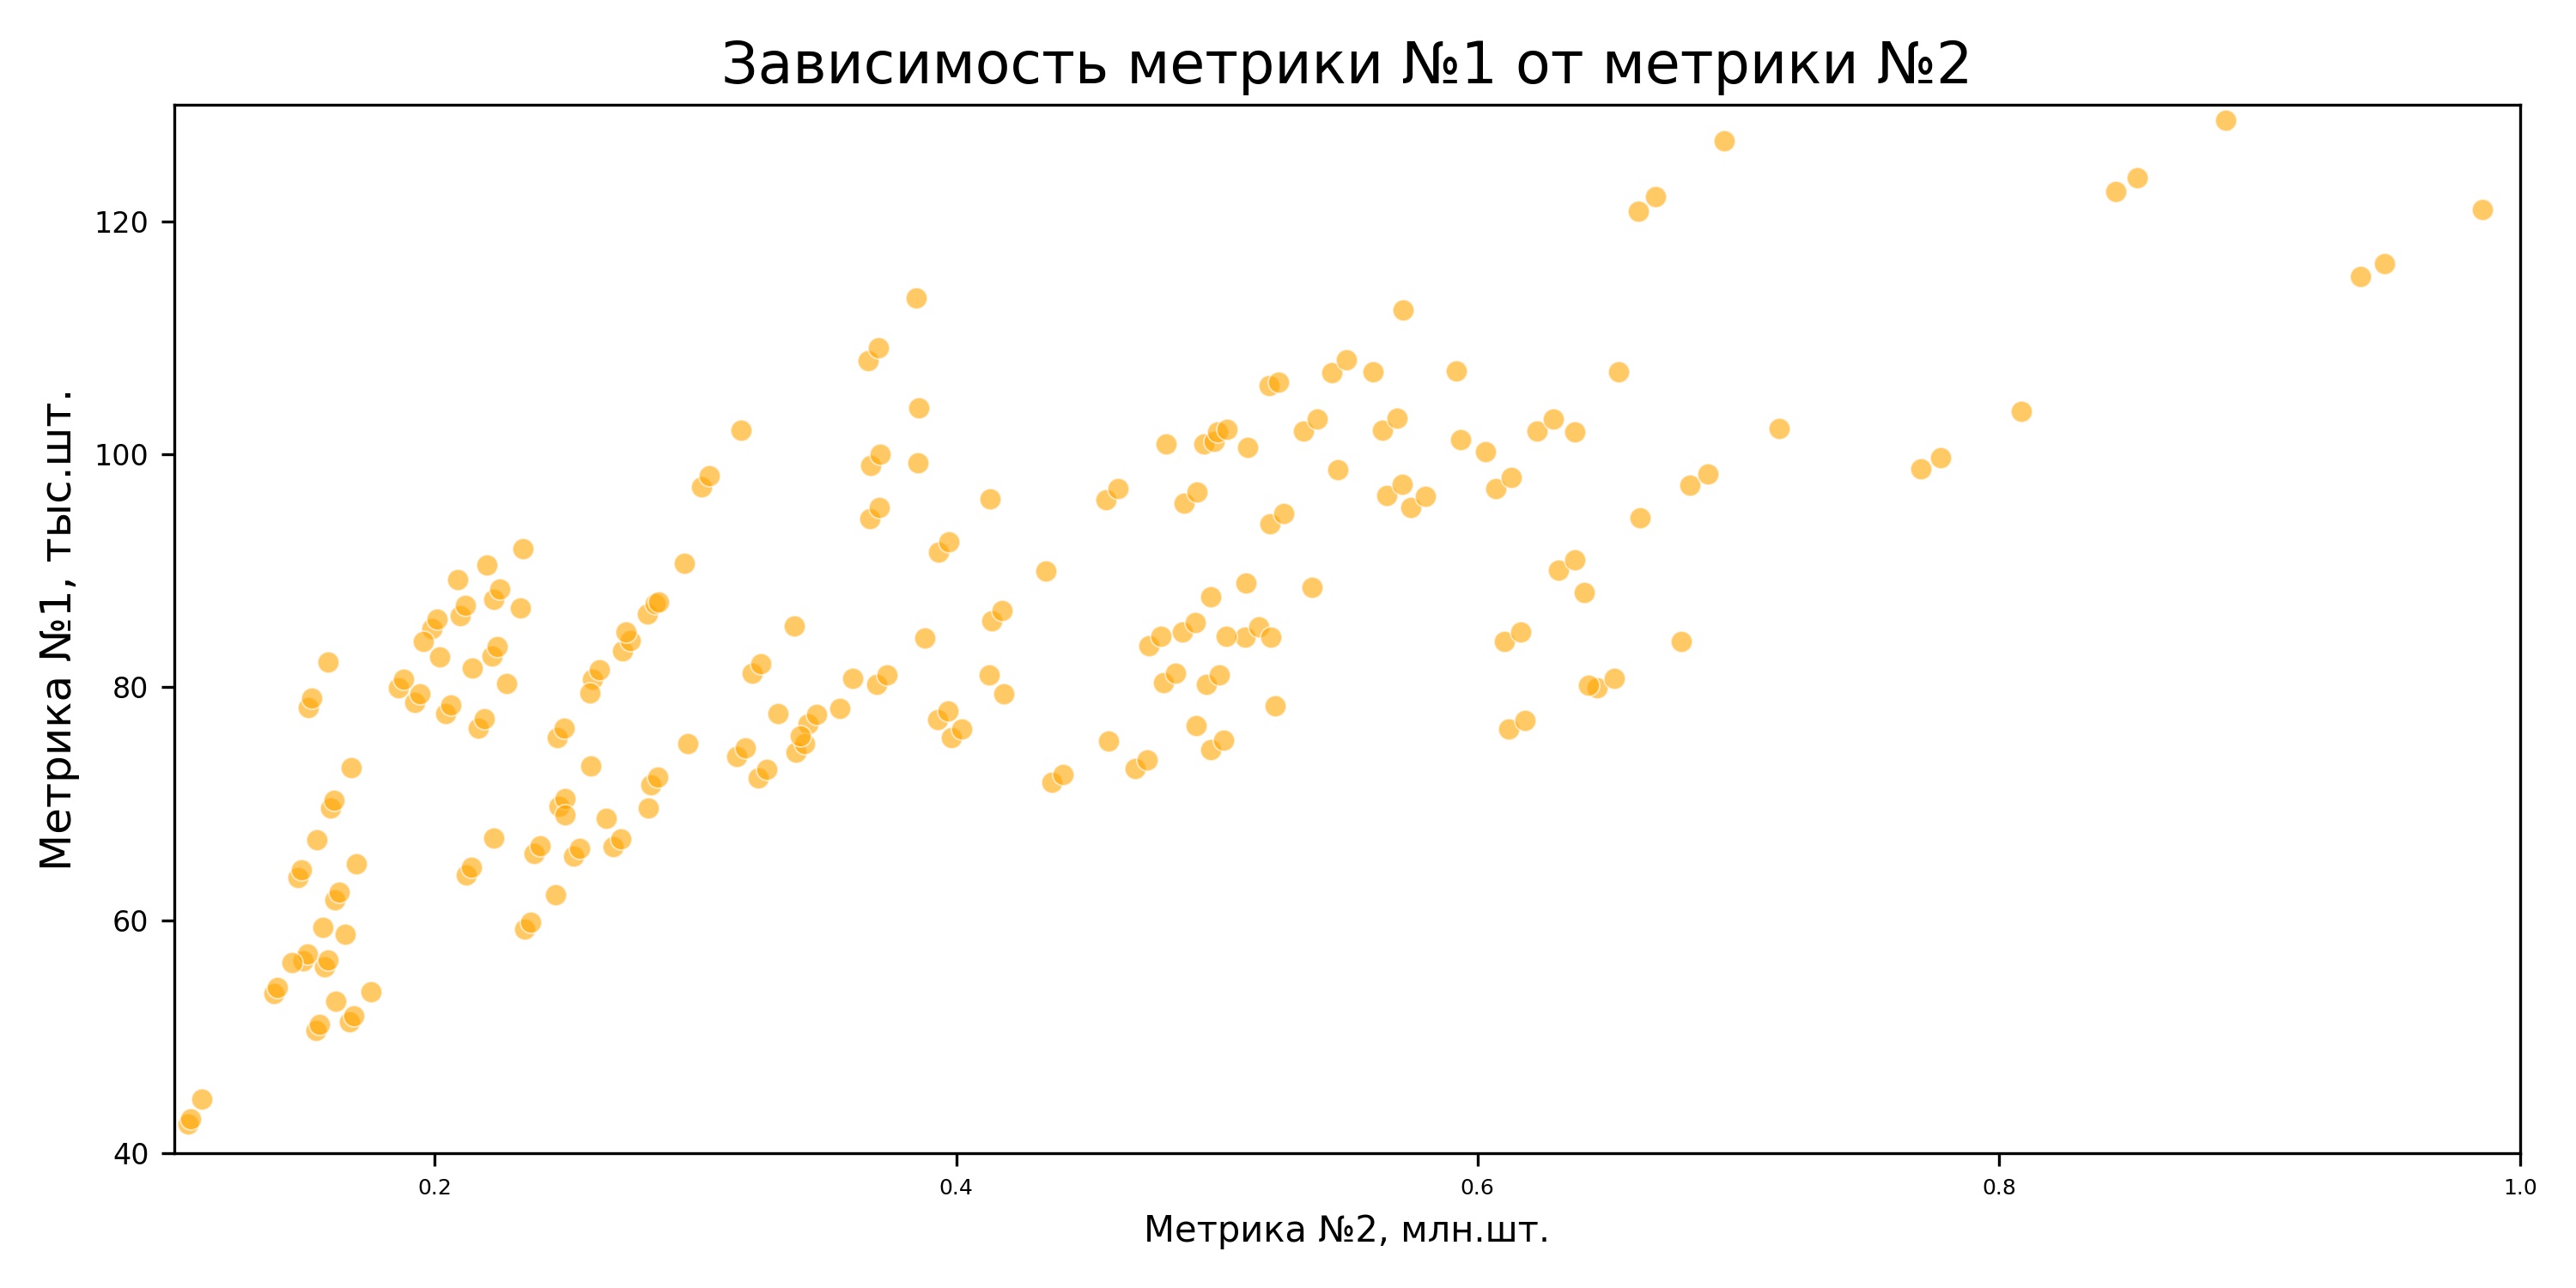 Зависимость метрики №1 от метрики №2
Метрика №1, тыс.шт.
120
100
80
60
40
0.2 0.4 0.6 0.8 1.0
Метрика №2, млн.шт.